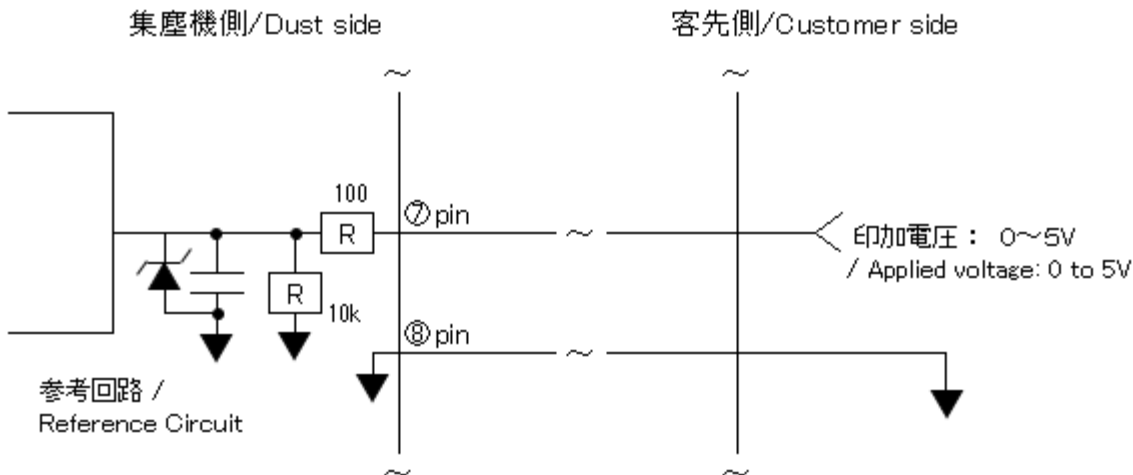 集塵機側/Dust side
客先側/Customer side
～
～
100
R
⑦pin
～
印加電圧： 0～5V
/ Applied voltage: 0 to 5V
R
10k
⑧pin
～
参考回路 /
Reference Circuit
～
～